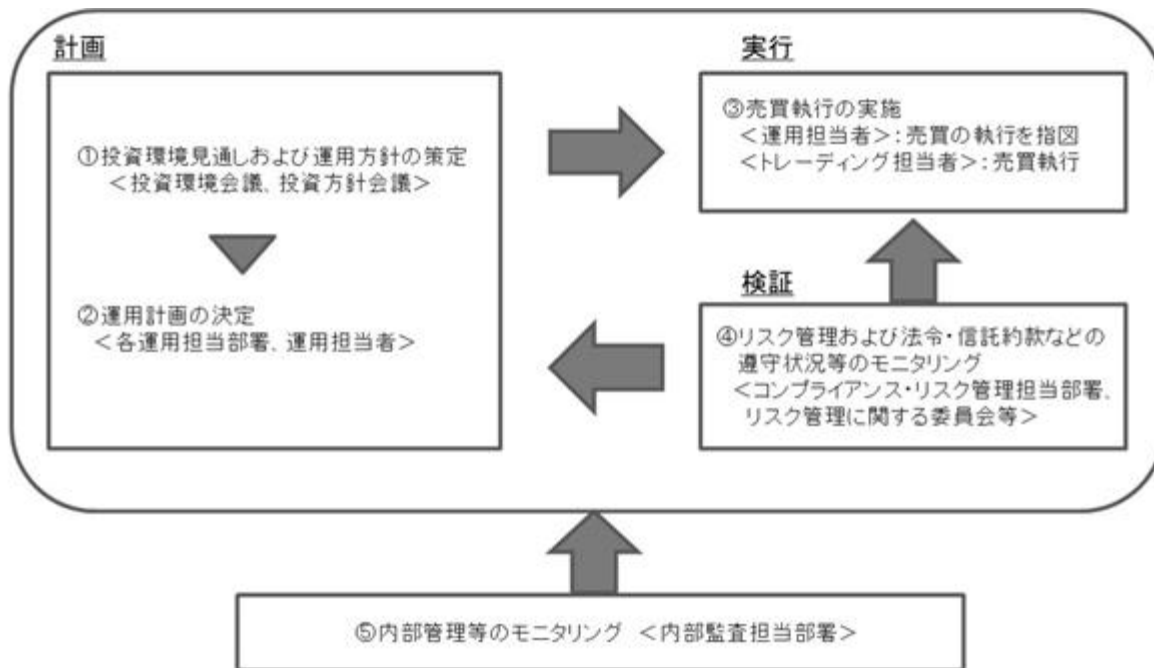 計画
①投資環境見通しおよび運用方針の策定
＜投資環境会議、投資方針会議＞
②運用計画の決定
＜各運用担当部署、運用担当者＞
実行
③売買執行の実施
＜運用担当者＞:売買の執行を指図
＜トレーディング担当者＞:売買執行
検証
④リスク管理および法令・信託約款などの
遵守状況等のモニタリング
＜コンプライアンス・リスク管理担当部署、
リスク管理に関する委員会等＞
⑤内部管理等のモニタリング ＜内部監査担当部署＞